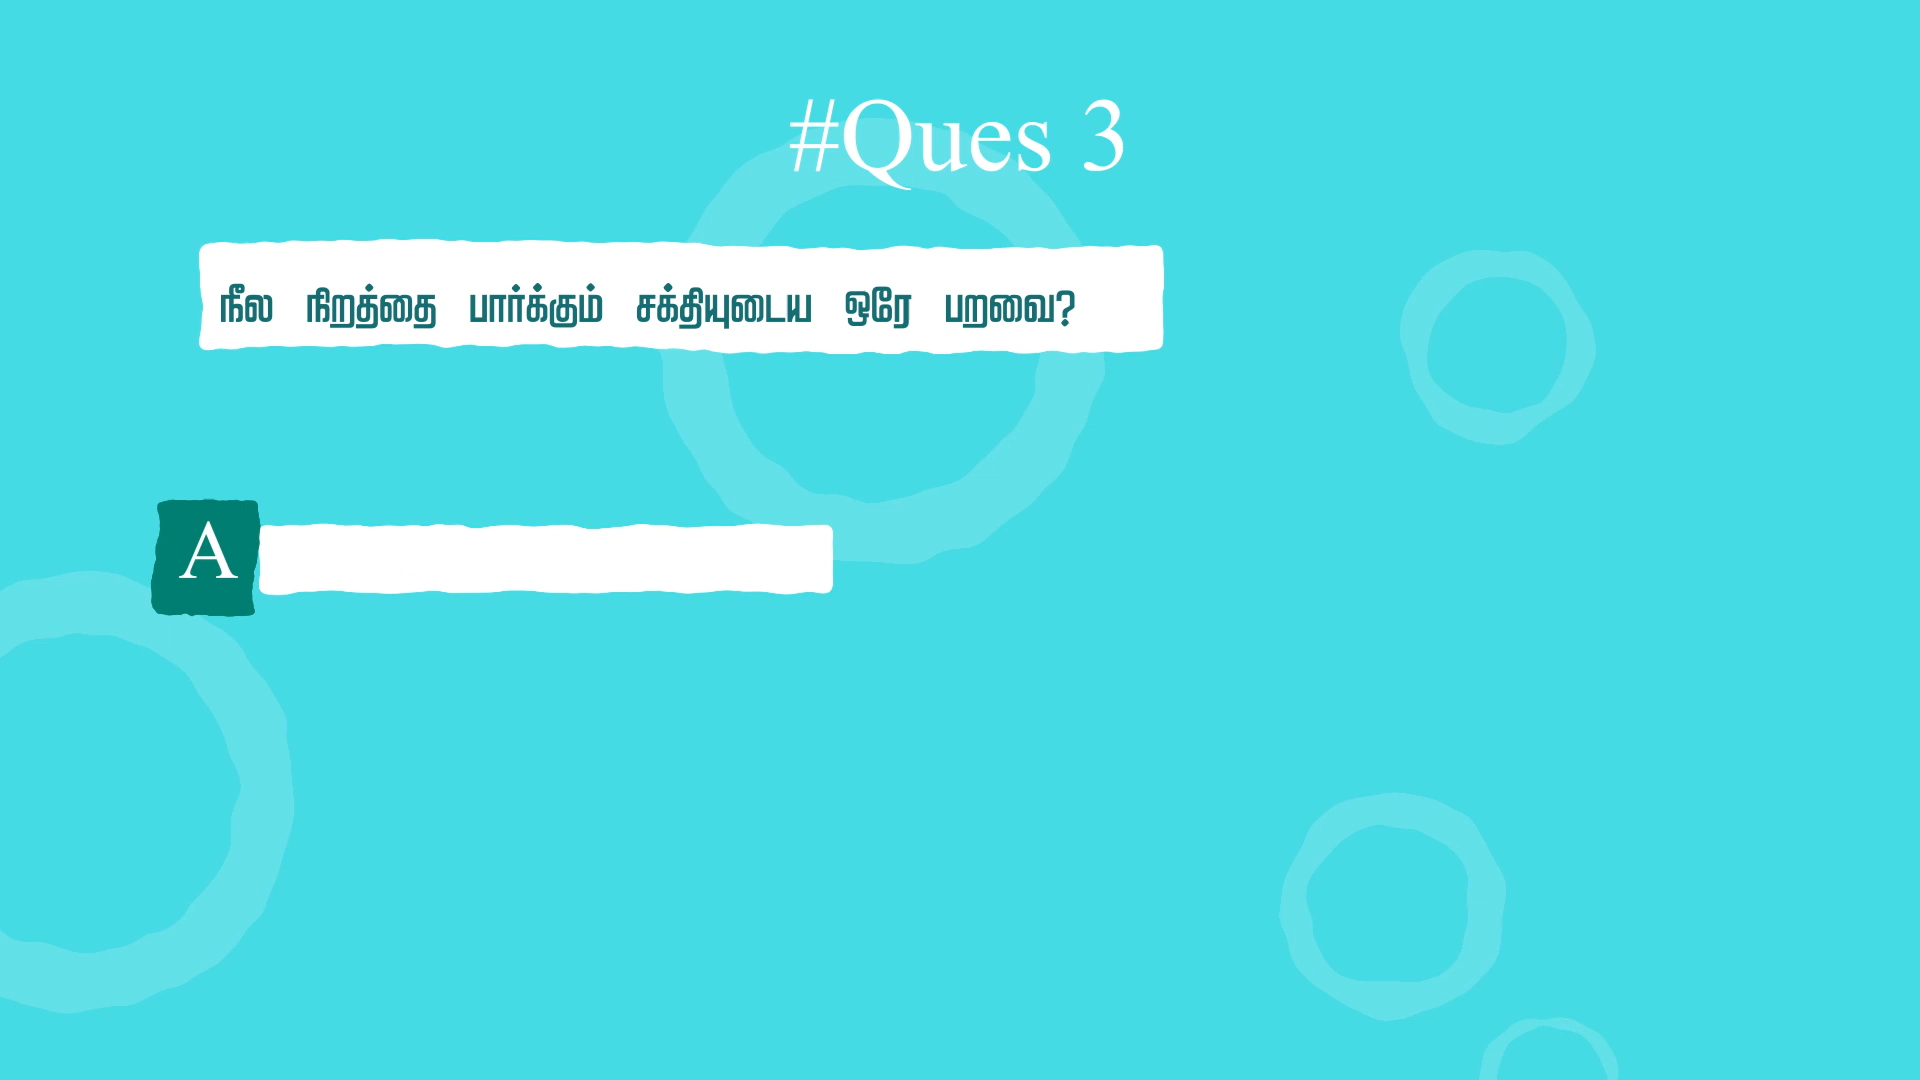 #Ques 3
நீல நிறத்தை பார்க்கும் சக்தியுடைய ஒரே பறவை?
A